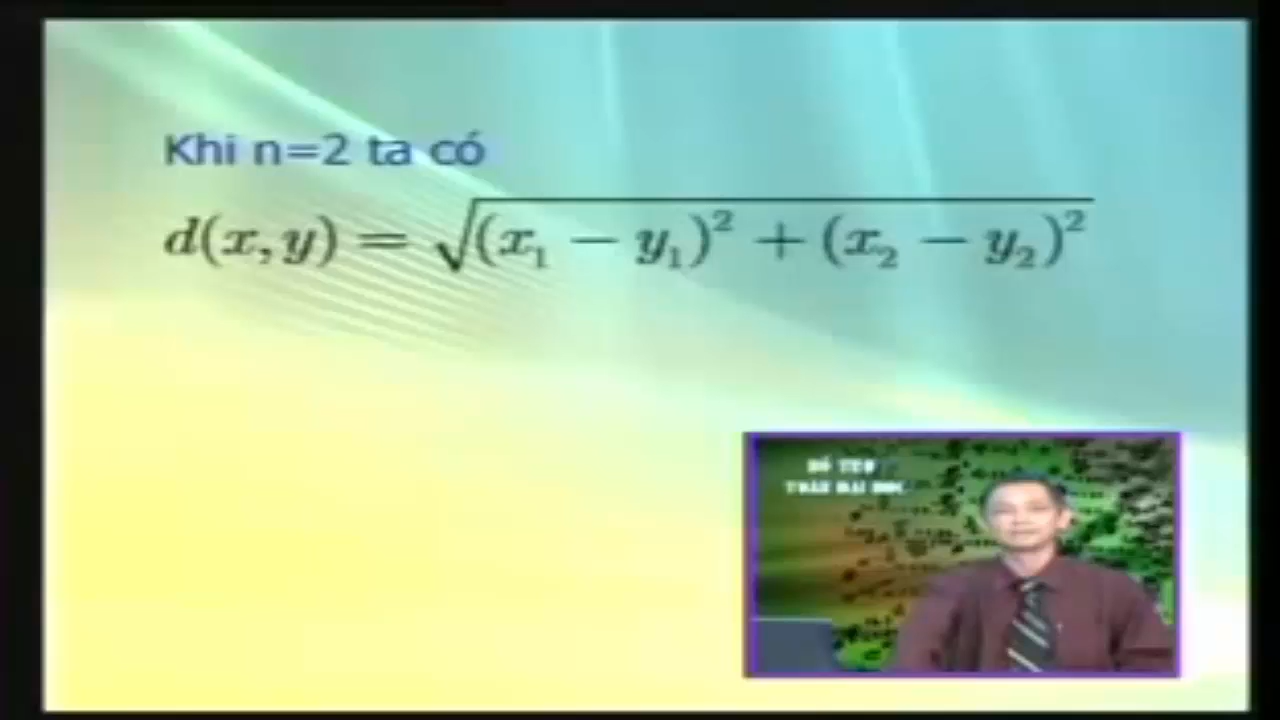 Khi n=2 ta có
d(x, y) = √(x₁ − y₁)² + (x₂ − y₂)²